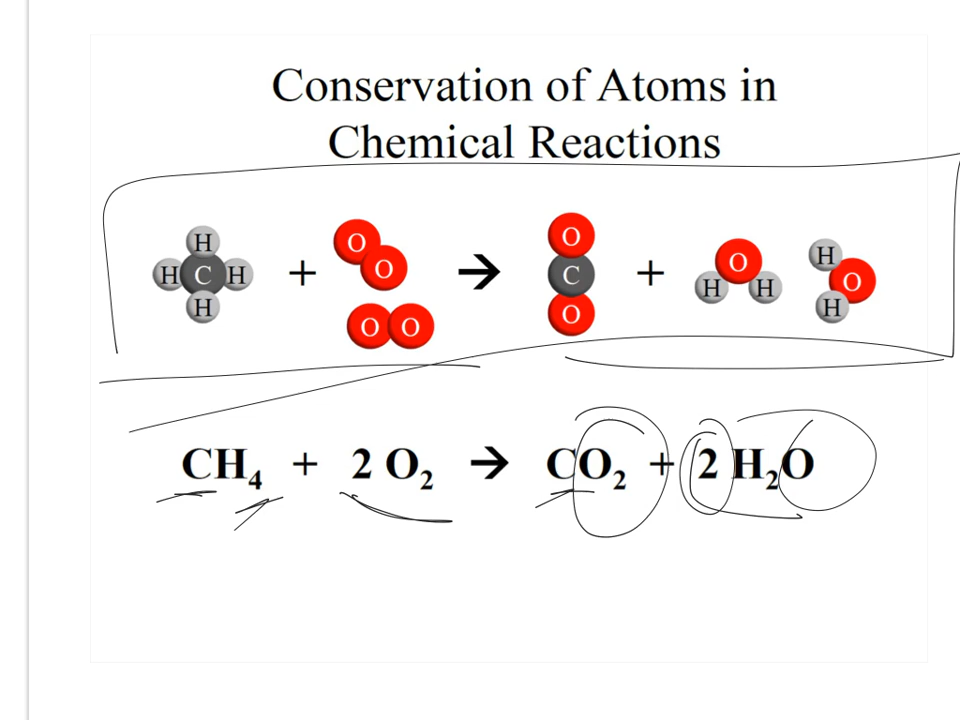 Conservation of Atoms in
Chemical Reactions
H H C H H + O O O O → O C O + O H H H O H
CH₄ + 2 O₂ → CO₂ + 2 H₂O